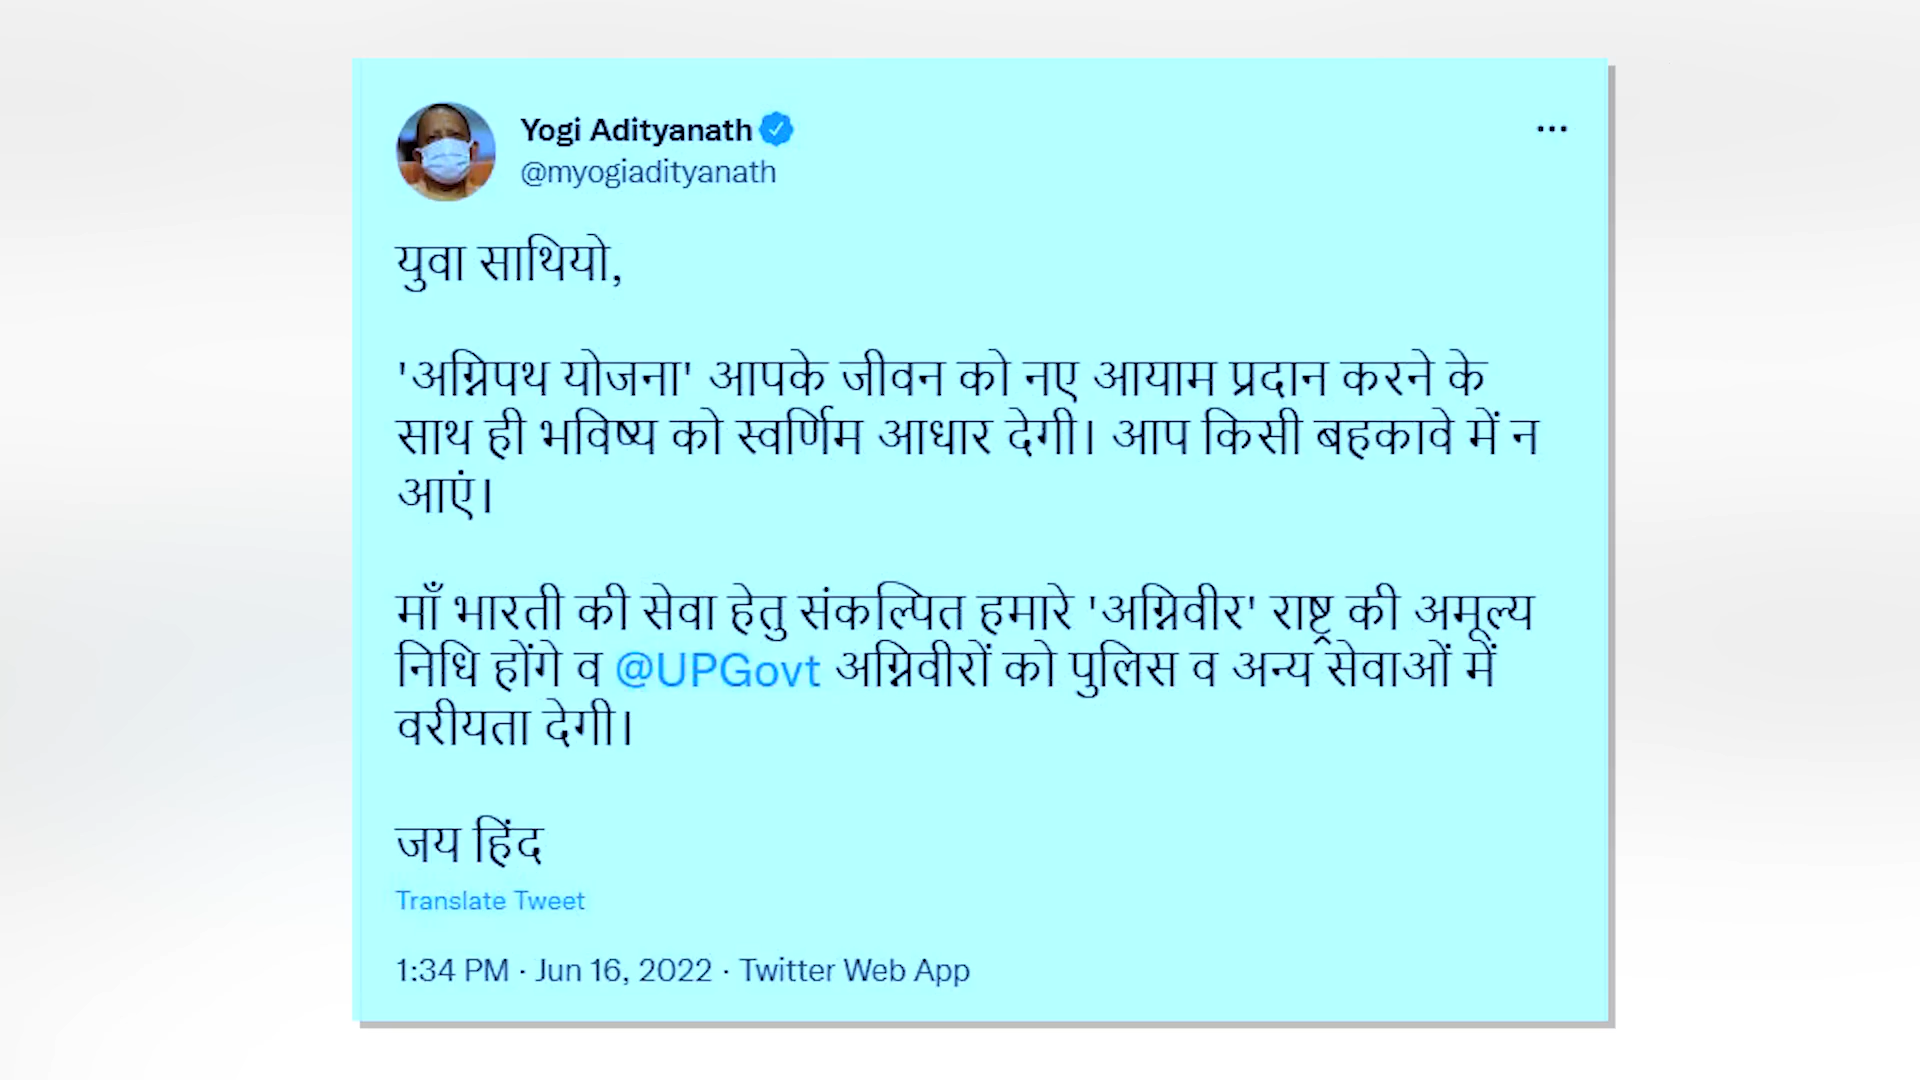 Yogi Adityanath
@myogiadityanath
युवा साथियो,
'अग्निपथ योजना' आपके जीवन को नए आयाम प्रदान करने के
साथ ही भविष्य को स्वर्णिम आधार देगी। आप किसी बहकावे में न
आएं।
माँ भारती की सेवा हेतु संकल्पित हमारे 'अग्निवीर' राष्ट्र की अमूल्य
निधि होंगे व @UPGovt अग्निवीरों को पुलिस व अन्य सेवाओं में
वरीयता देगी।
जय हिंद
Translate Tweet
1:34 PM · Jun 16, 2022 · Twitter Web App